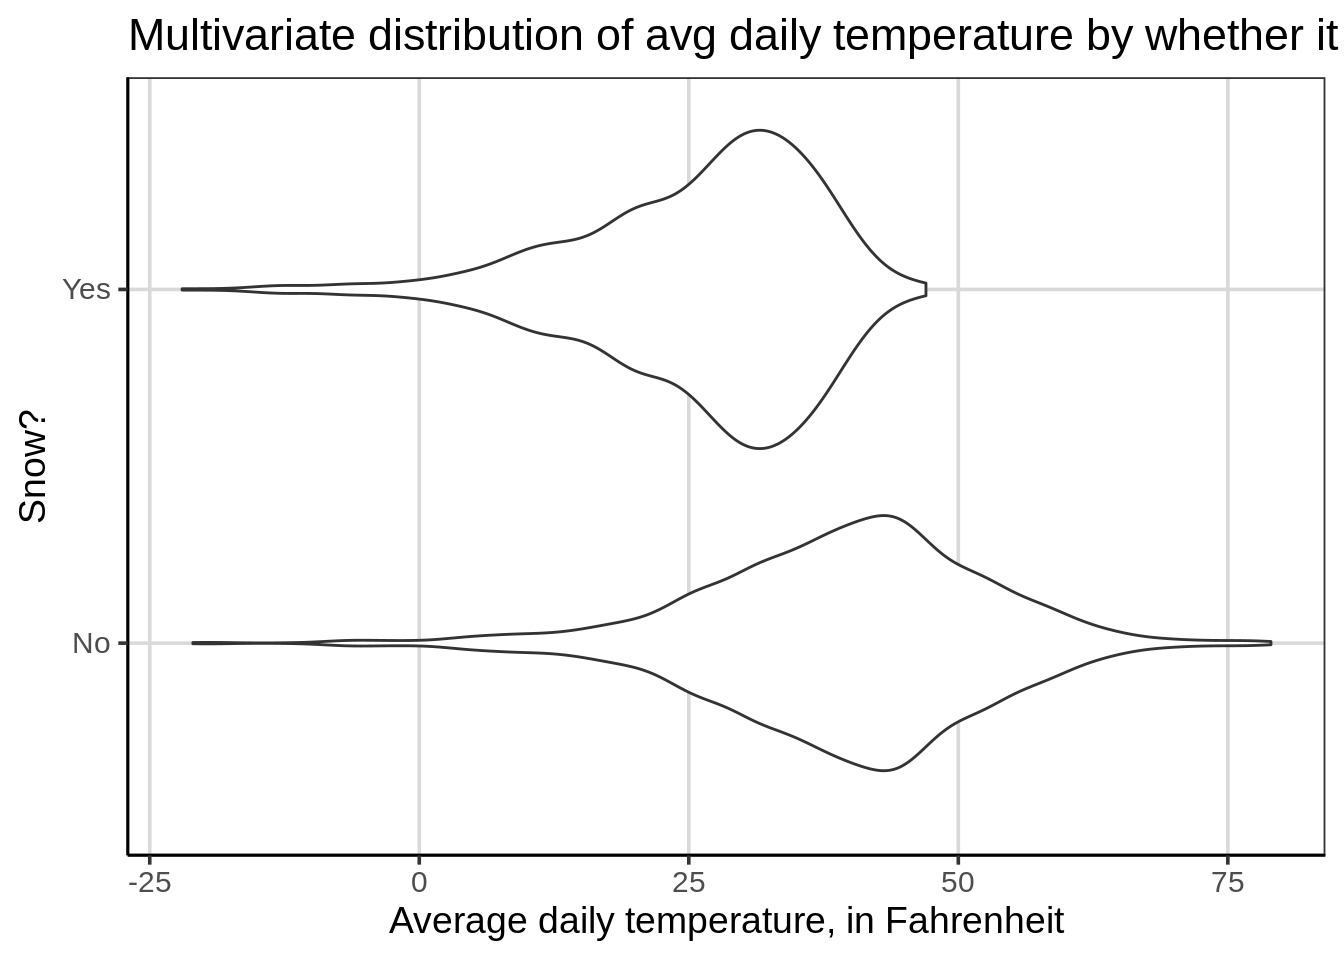 Multivariate distribution of avg daily temperature by whether it
Yes
Snow?
No
-25 0 25 50 75
Average daily temperature, in Fahrenheit